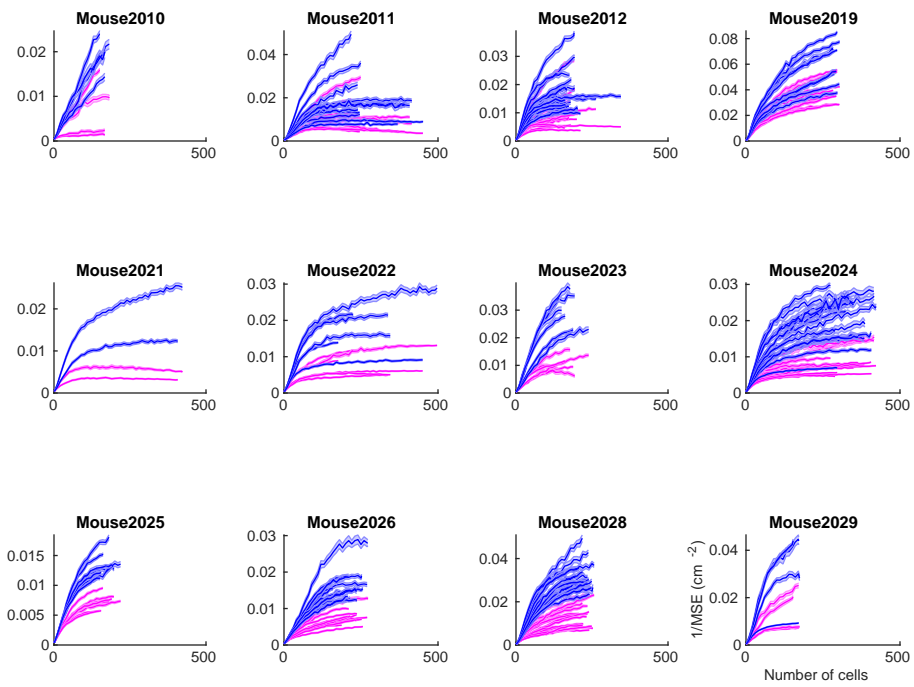 Mouse2010 Mouse2011 Mouse2012 Mouse2019
0.02 0.01 0 0 500
0.04 0.02 0 0 500
0.03 0.02 0.01 0 0 500
0.08 0.06 0.04 0.02 0 0 500
Mouse2021 Mouse2022 Mouse2023 Mouse2024
0.02 0.01 0 0 500
0.03 0.02 0.01 0 0 500
0.03 0.02 0.01 0 0 500
0.03 0.02 0.01 0 0 500
Mouse2025 Mouse2026 Mouse2028 Mouse2029
0.015 0.01 0.005 0 0 500
0.03 0.02 0.01 0 0 500
0.04 0.02 0 0 500
0.04 0.02 0 0 500
1/MSE (cm -2)
Number of cells